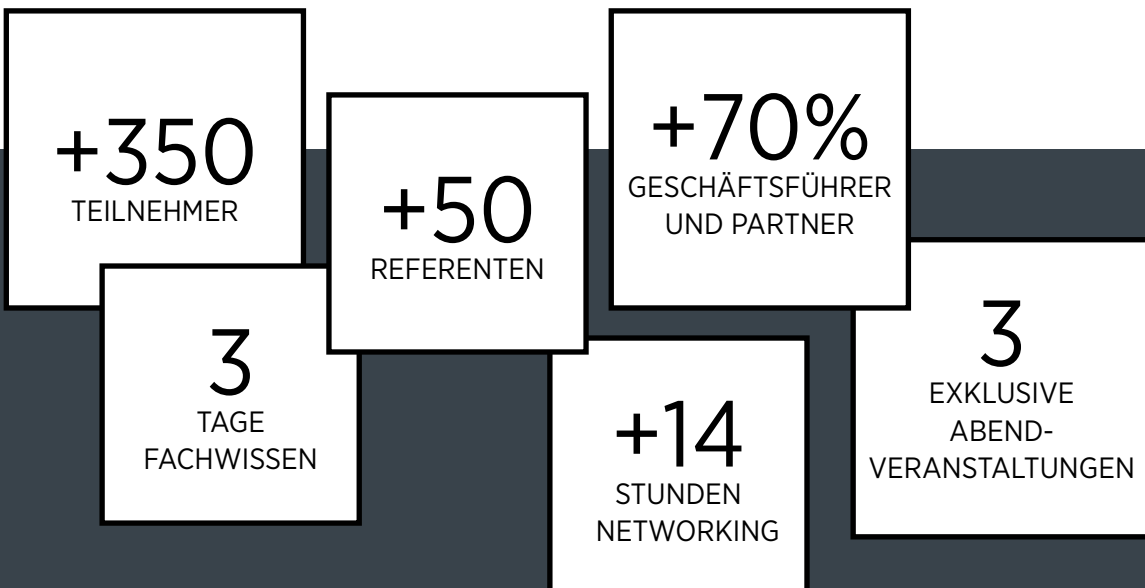 +350
TEILNEHMER
+50
REFERENTEN
+70%
GESCHÄFTSFÜHRER
UND PARTNER
3
TAGE
FACHWISSEN
+14
STUNDEN
NETWORKING
3
EXKLUSIVE
ABEND-
VERANSTALTUNGEN